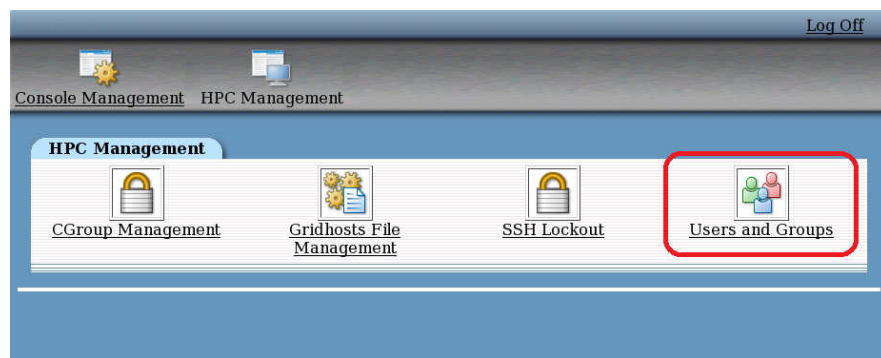 Log Off
Console Management HPC Management
HPC Management
CGroup Management Gridhosts File Management SSH Lockout Users and Groups